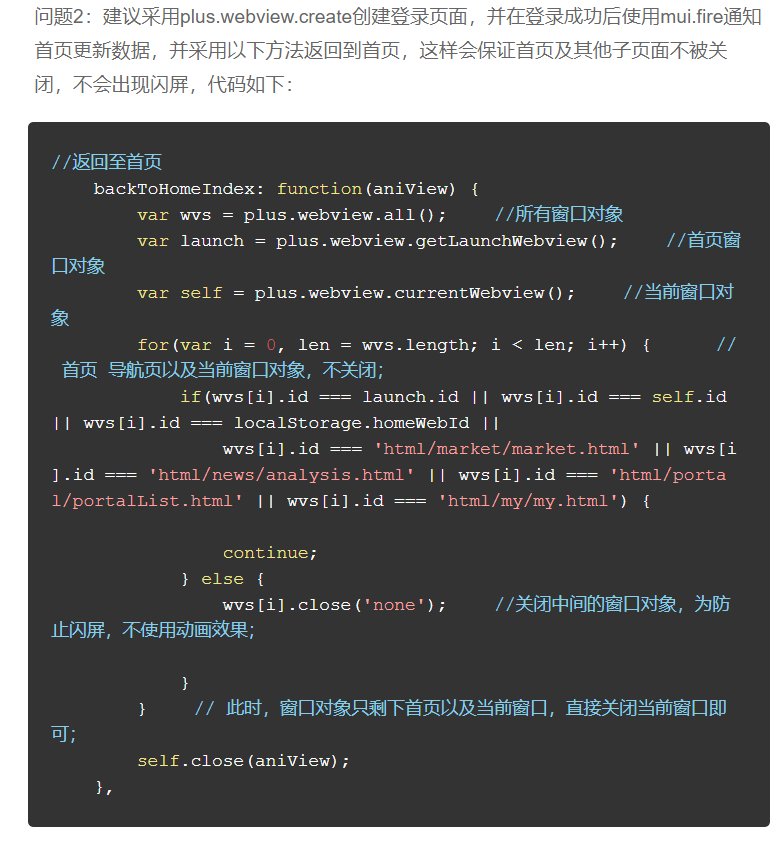 问题2：建议采用plus.webview.create创建登录页面，并在登录成功后使用mui.fire通知
首页更新数据，并采用以下方法返回到首页，这样会保证首页及其他子页面不被关
闭，不会出现闪屏，代码如下：
//返回至首页
    backToHomeIndex: function(aniView) {
        var wvs = plus.webview.all();    //所有窗口对象
        var launch = plus.webview.getLaunchWebview();    //首页窗
口对象
        var self = plus.webview.currentWebview();    //当前窗口对
象
        for(var i = 0, len = wvs.length; i < len; i++) {      //
 首页 导航页以及当前窗口对象，不关闭；
            if(wvs[i].id === launch.id || wvs[i].id === self.id
|| wvs[i].id === localStorage.homeWebId ||
                wvs[i].id === 'html/market/market.html' || wvs[i
].id === 'html/news/analysis.html' || wvs[i].id === 'html/porta
l/portalList.html' || wvs[i].id === 'html/my/my.html') {
                continue;
            } else {
                wvs[i].close('none');    //关闭中间的窗口对象，为防
止闪屏，不使用动画效果；
            }
        }    // 此时，窗口对象只剩下首页以及当前窗口，直接关闭当前窗口即
可；
        self.close(aniView);
    },